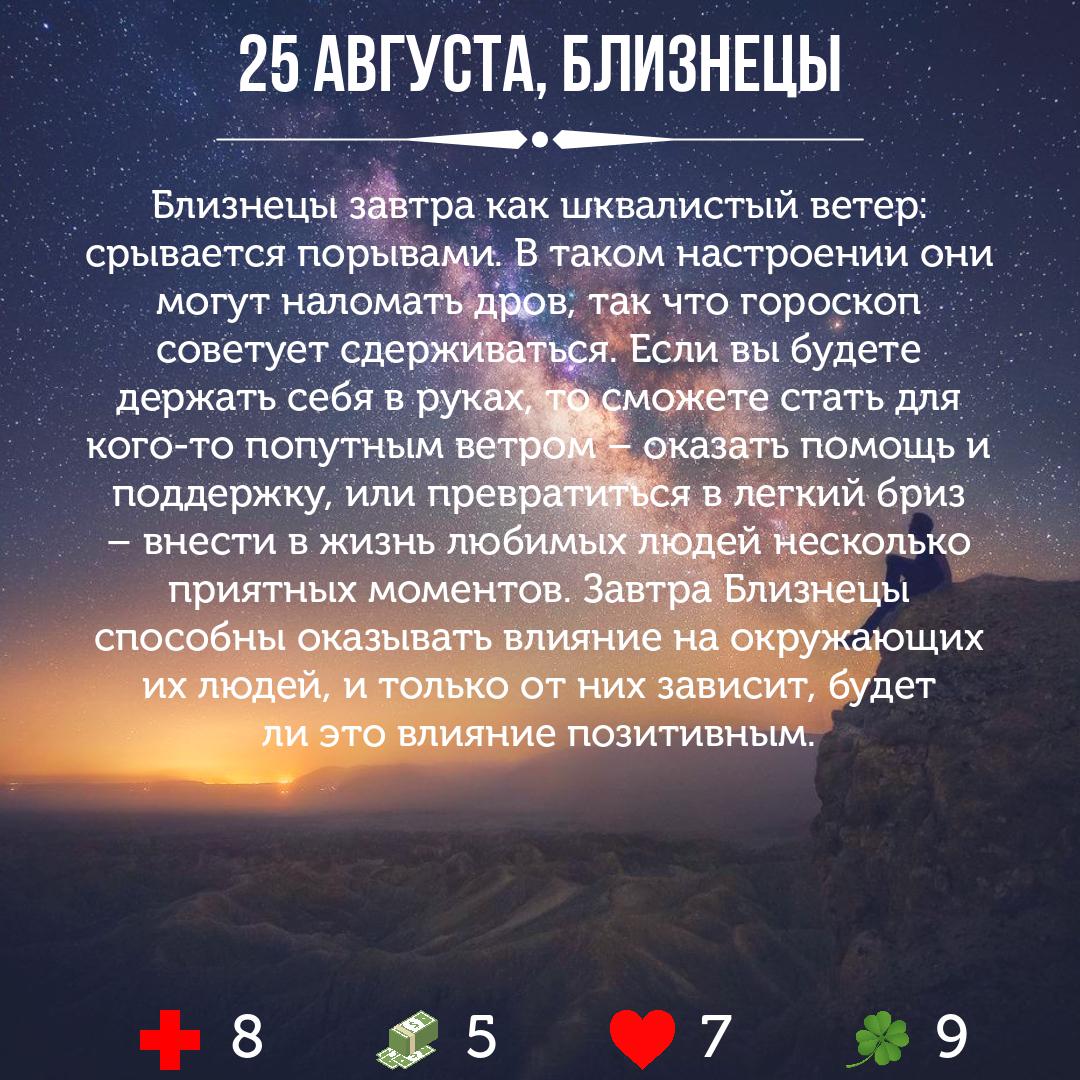 25 АВГУСТА, БЛИЗНЕЦЫ
Близнецы завтра как шквалистый ветер:
срывается порывами. В таком настроении они
могут наломать дров, так что гороскоп
советует сдерживаться. Если вы будете
держать себя в руках, то сможете стать для
кого-то попутным ветром – оказать помощь и
поддержку, или превратиться в легкий бриз
– внести в жизнь любимых людей несколько
приятных моментов. Завтра Близнецы
способны оказывать влияние на окружающих
их людей, и только от них зависит, будет
ли это влияние позитивным.
8 5 7 9